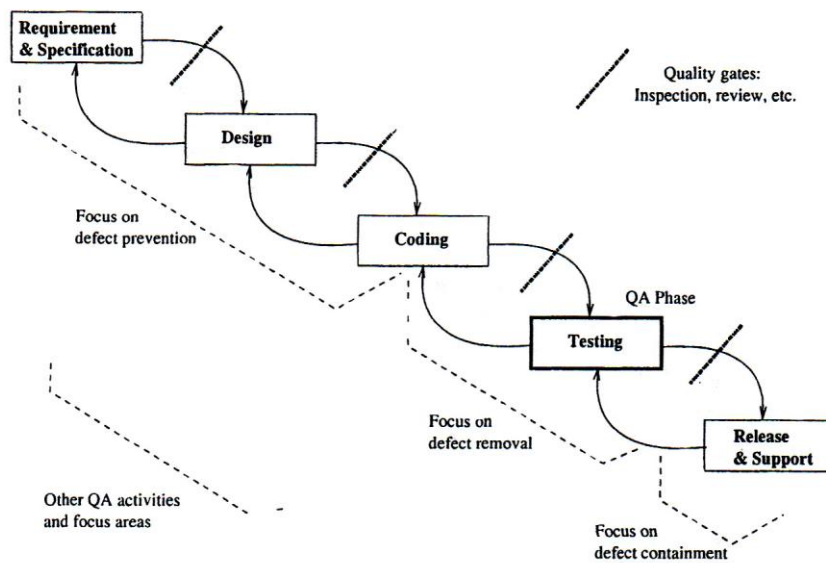 Requirement
& Specification
Quality gates:
Inspection, review, etc.
Design
Focus on
defect prevention
Coding
QA Phase
Testing
Focus on
defect removal
Release
& Support
Other QA activities
and focus areas
Focus on
defect containment